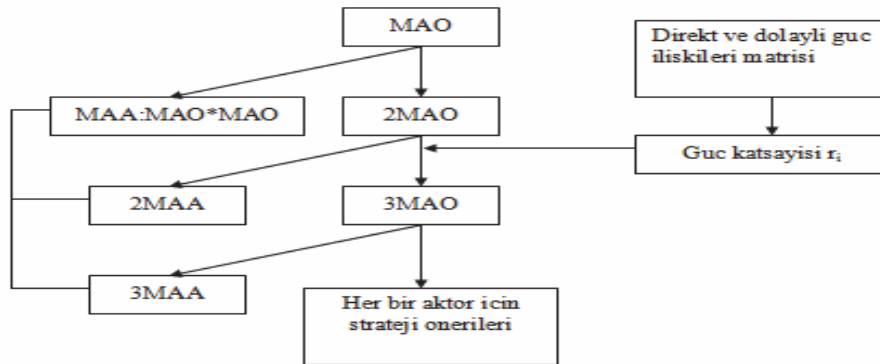 MAO
Direkt ve dolayli guc
iliskileri matrisi
MAA:MAO*MAO
2MAO
Guc katsayisi rᵢ
2MAA
3MAO
3MAA
Her bir aktor icin
strateji onerileri